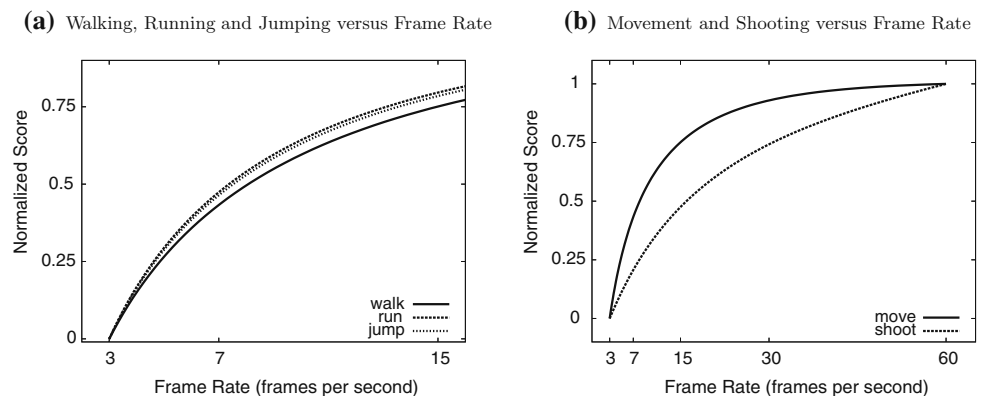 (a) Walking, Running and Jumping versus Frame Rate
Normalized Score
0.75
0.5
0.25
0
walk
run
jump
3 7 15
Frame Rate (frames per second)
(b) Movement and Shooting versus Frame Rate
Normalized Score
1
0.75
0.5
0.25
0
move
shoot
3 7 15 30 60
Frame Rate (frames per second)